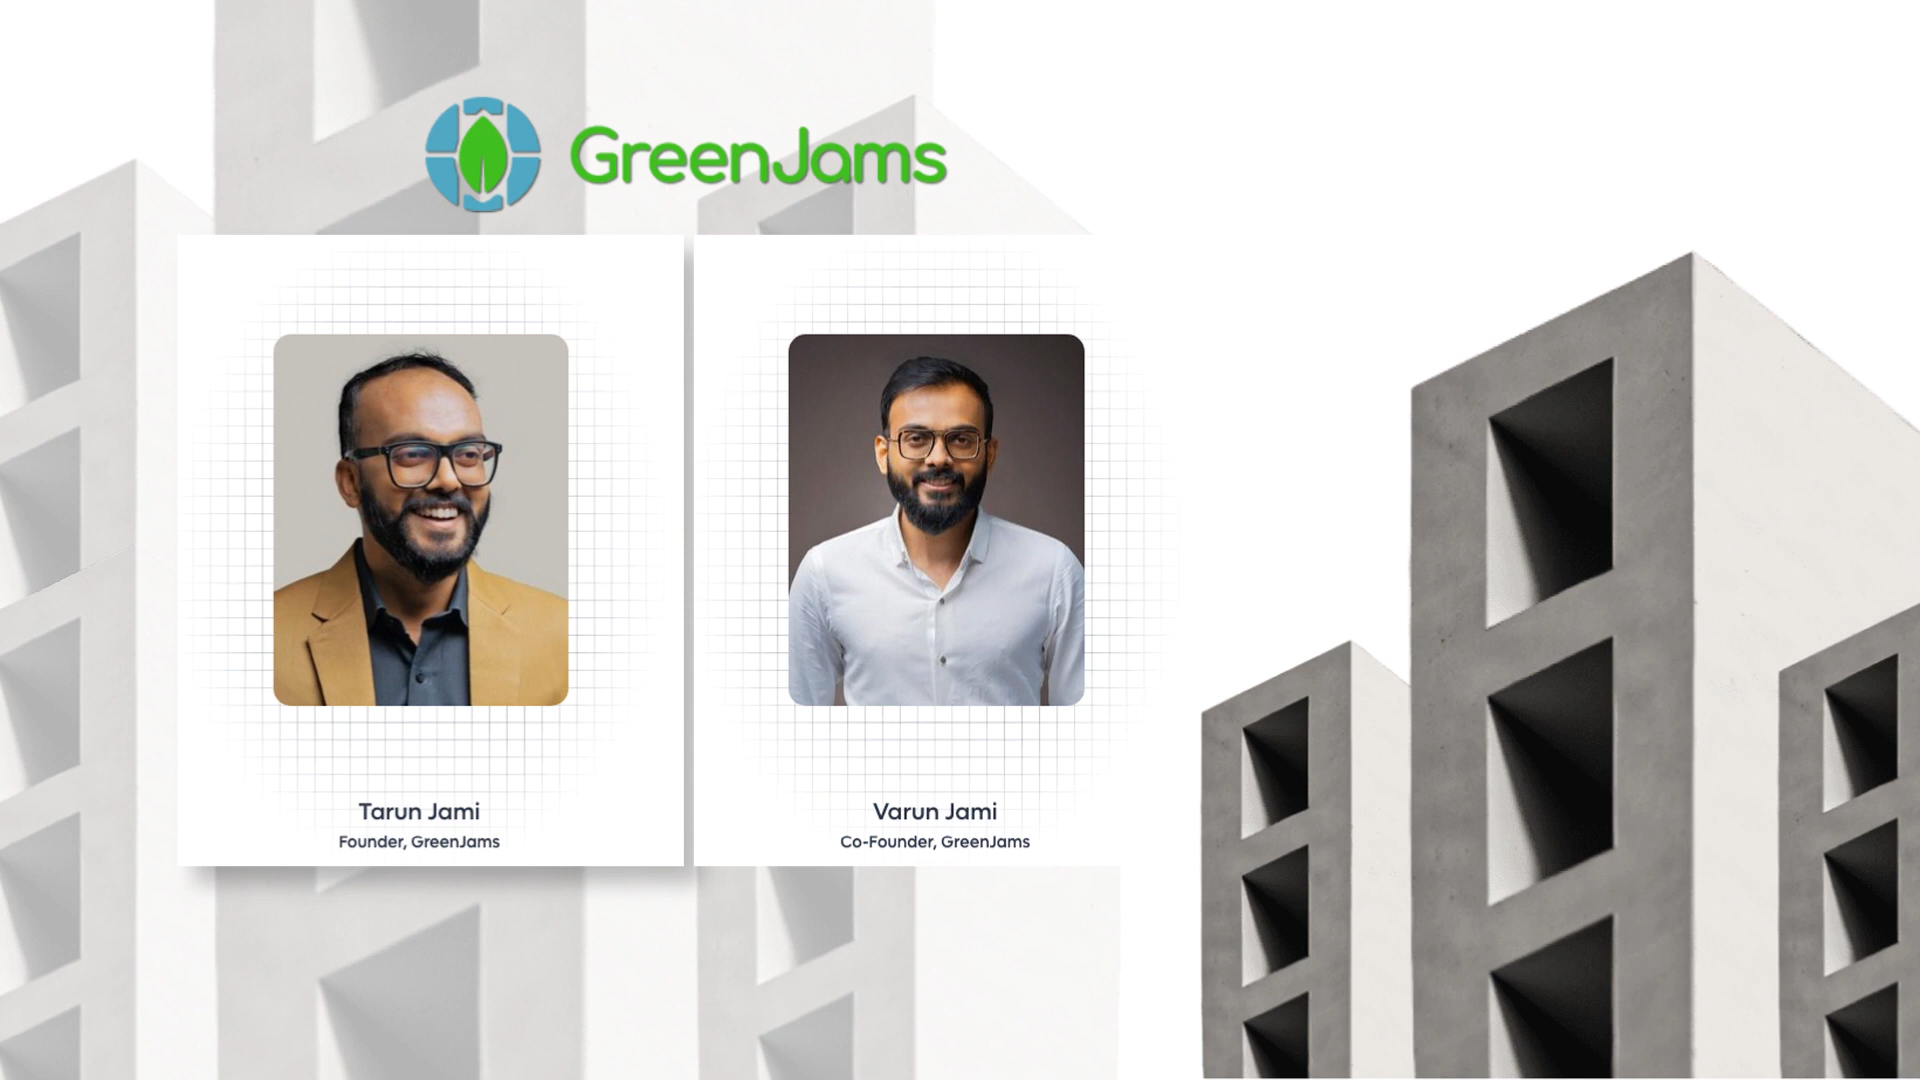 GreenJams
Tarun Jami
Founder, GreenJams
Varun Jami
Co-Founder, GreenJams